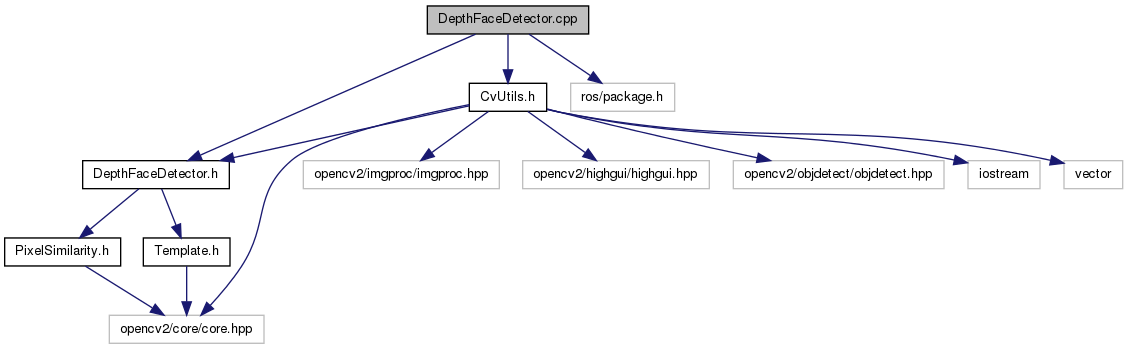 DepthFaceDetector.cpp
CvUtils.h
ros/package.h
DepthFaceDetector.h
opencv2/imgproc/imgproc.hpp
opencv2/highgui/highgui.hpp
opencv2/objdetect/objdetect.hpp
iostream
vector
PixelSimilarity.h
Template.h
opencv2/core/core.hpp